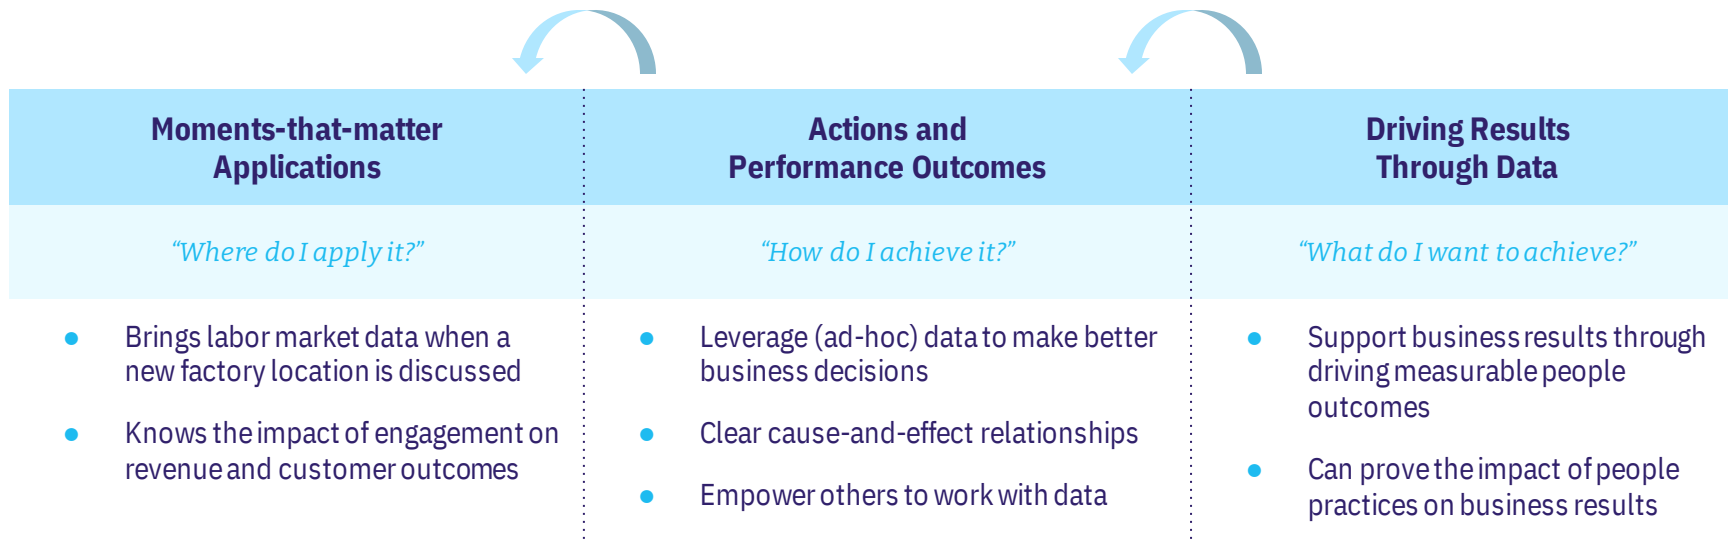 Moments-that-matter
Applications
Actions and
Performance Outcomes
Driving Results
Through Data
“Where do I apply it?”
“How do I achieve it?”
“What do I want to achieve?”
● Brings labor market data when a
new factory location is discussed
● Knows the impact of engagement on
revenue and customer outcomes
● Leverage (ad-hoc) data to make better
business decisions
● Clear cause-and-effect relationships
● Empower others to work with data
● Support business results through
driving measurable people
outcomes
● Can prove the impact of people
practices on business results